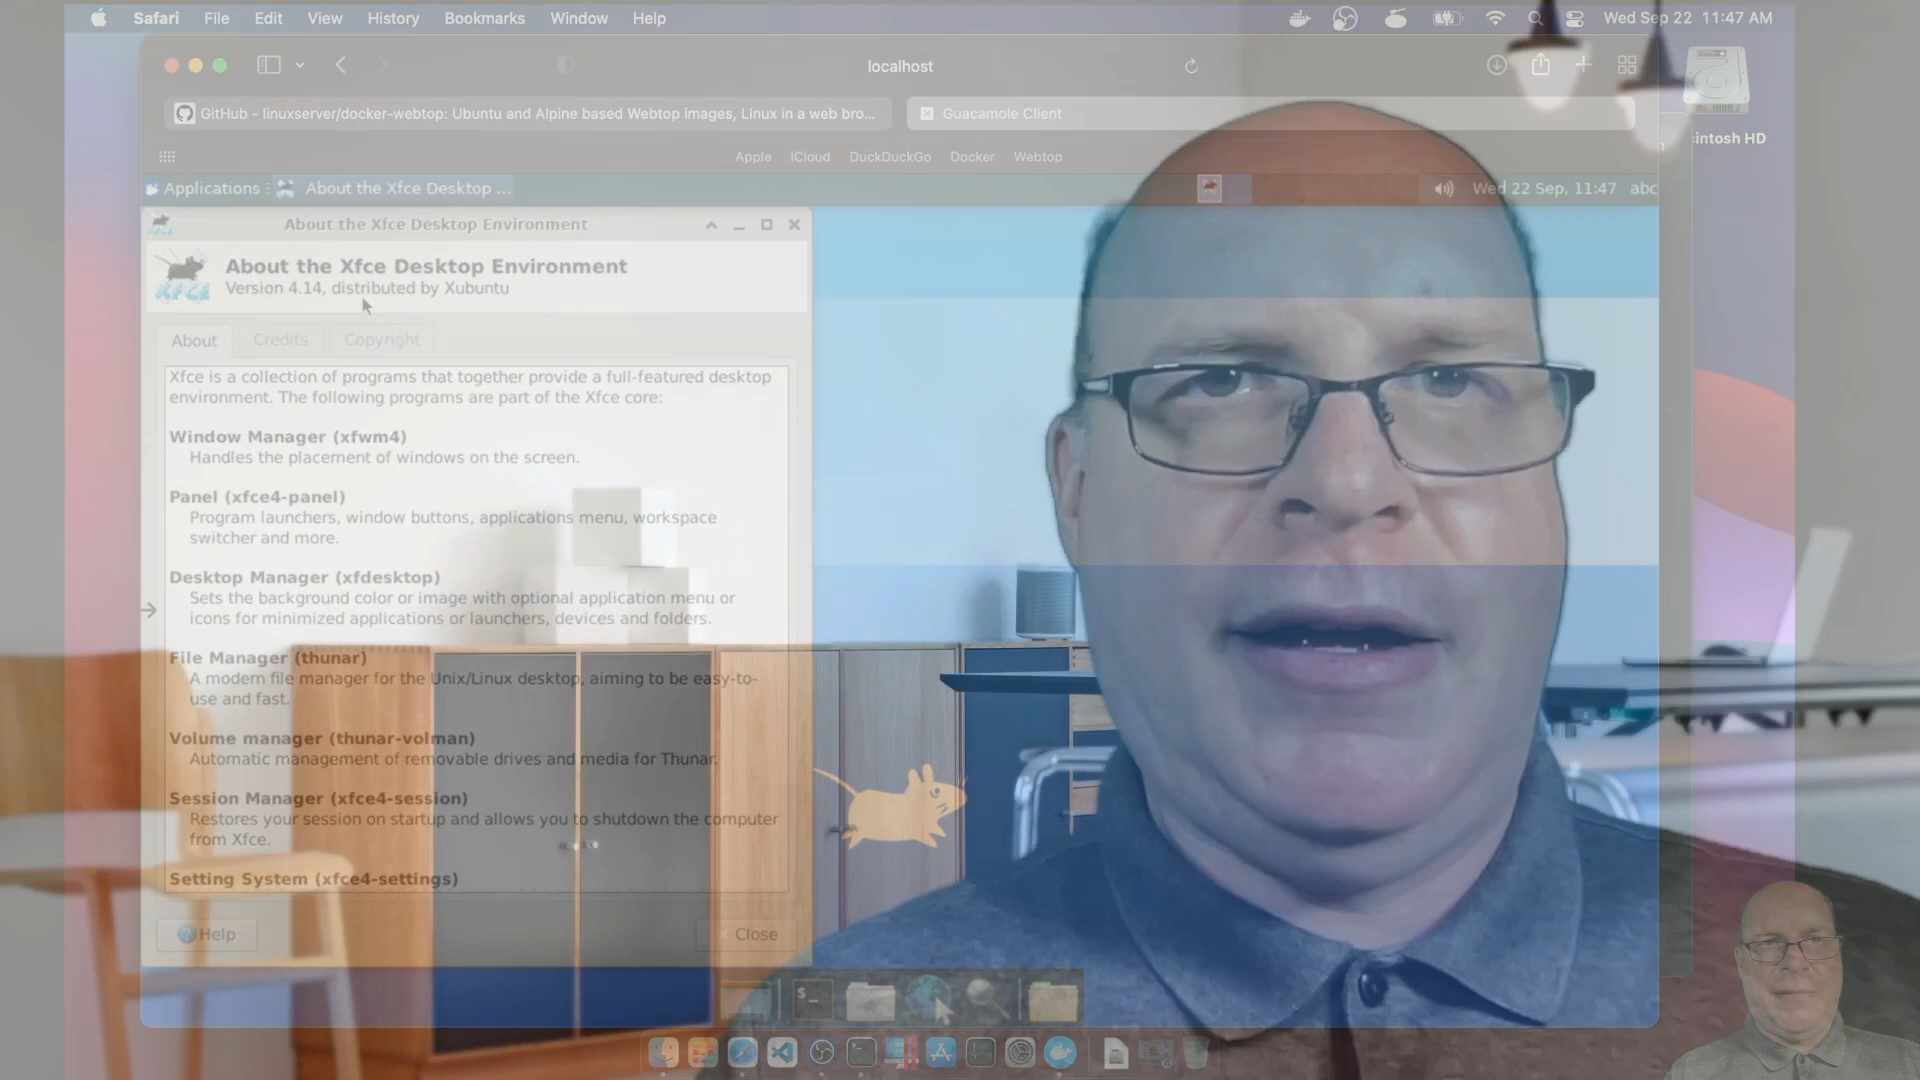 Safari File Edit View History Bookmarks Window Help
Wed Sep 22 11:47 AM
localhost
GitHub - linuxserver/docker-webtop: Ubuntu and Alpine based Webtop images, Linux in a web bro...
Guacamole Client
Apple iCloud DuckDuckGo Docker Webtop
intosh HD
Applications
About the Xfce Desktop ...
Wed 22 Sep, 11:47 abc
About the Xfce Desktop Environment
About the Xfce Desktop Environment
Version 4.14, distributed by Xubuntu
XFCE
About Credits Copyright
Xfce is a collection of programs that together provide a full-featured desktop
environment. The following programs are part of the Xfce core:
Window Manager (xfwm4)
Handles the placement of windows on the screen.
Panel (xfce4-panel)
Program launchers, window buttons, applications menu, workspace
switcher and more.
Desktop Manager (xfdesktop)
Sets the background color or image with optional application menu or
icons for minimized applications or launchers, devices and folders.
File Manager (thunar)
A modern file manager for the Unix/Linux desktop, aiming to be easy-to-
use and fast.
Volume manager (thunar-volman)
Automatic management of removable drives and media for Thunar.
Session Manager (xfce4-session)
Restores your session on startup and allows you to shutdown the computer
from Xfce.
Setting System (xfce4-settings)
Help
Close